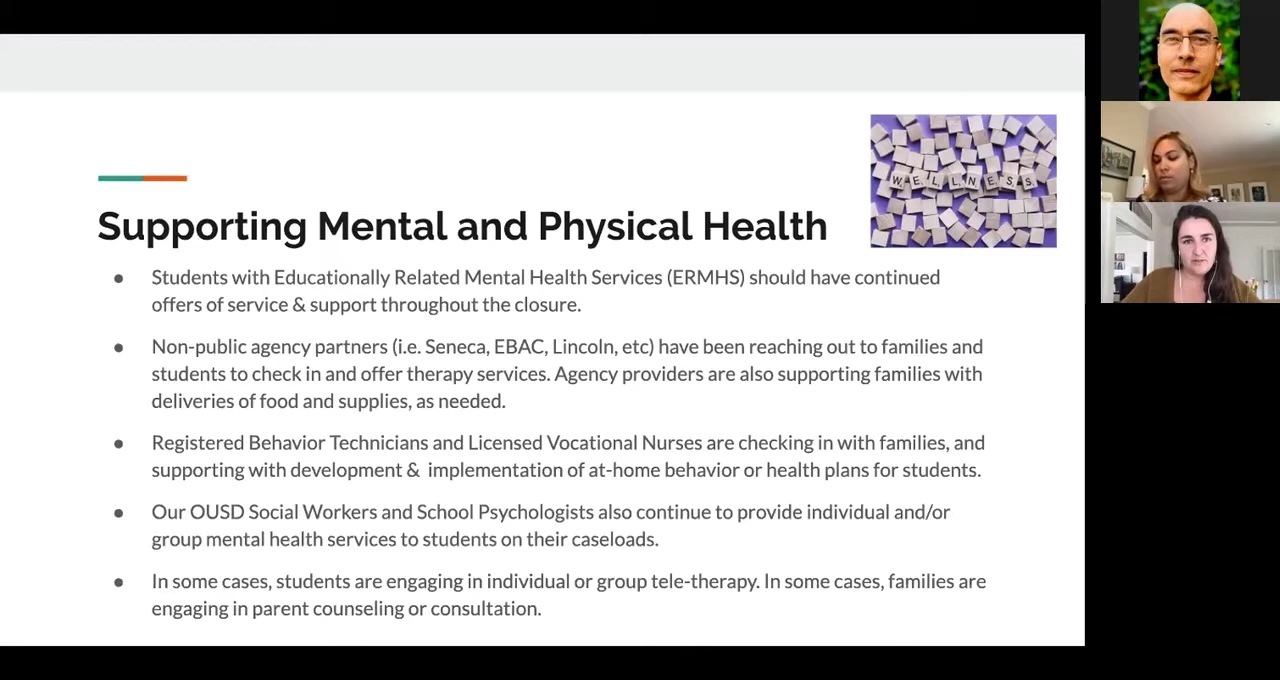 WELLNESS
Supporting Mental and Physical Health
● Students with Educationally Related Mental Health Services (ERMHS) should have continued
offers of service & support throughout the closure.
● Non-public agency partners (i.e. Seneca, EBAC, Lincoln, etc) have been reaching out to families and
students to check in and offer therapy services. Agency providers are also supporting families with
deliveries of food and supplies, as needed.
● Registered Behavior Technicians and Licensed Vocational Nurses are checking in with families, and
supporting with development &  implementation of at-home behavior or health plans for students.
● Our OUSD Social Workers and School Psychologists also continue to provide individual and/or
group mental health services to students on their caseloads.
● In some cases, students are engaging in individual or group tele-therapy. In some cases, families are
engaging in parent counseling or consultation.